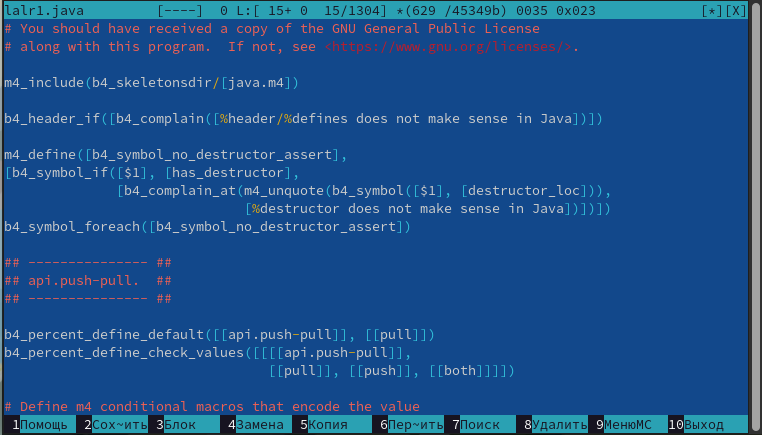 lalr1.java         [----]  0 L:[ 15+ 0  15/1304] *(629 /45349b) 0035 0x023    [*][X]
# You should have received a copy of the GNU General Public License
# along with this program.  If not, see <https://www.gnu.org/licenses/>.
m4_include(b4_skeletonsdir/[java.m4])
b4_header_if([b4_complain([%header/%defines does not make sense in Java])])
m4_define([b4_symbol_no_destructor_assert],
[b4_symbol_if([$1], [has_destructor],
              [b4_complain_at(m4_unquote(b4_symbol([$1], [destructor_loc])),
                              [%destructor does not make sense in Java])])])
b4_symbol_foreach([b4_symbol_no_destructor_assert])
## --------------- ##
## api.push-pull.  ##
## --------------- ##
b4_percent_define_default([[api.push-pull]], [[pull]])
b4_percent_define_check_values([[[[api.push-pull]],
                                 [[pull]], [[push]], [[both]]]])
# Define m4 conditional macros that encode the value
1Помощь 2Сох~ить 3Блок 4Замена 5Копия 6Пер~ить 7Поиск 8Удалить 9МенюMC 10Выход